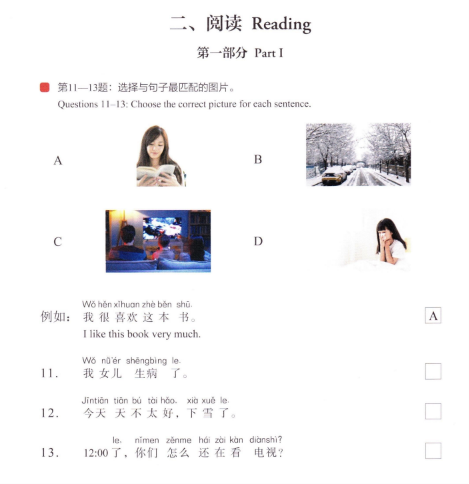 二、阅读 Reading
第一部分 Part I
第11—13题：选择与句子最匹配的图片。
Questions 11–13: Choose the correct picture for each sentence.
A
B
C
D
Wǒ hěn xǐhuan zhè běn shū.
例如： 我 很 喜欢 这 本 书。 A
I like this book very much.
Wǒ nǚ'ér shēngbìng le.
11. 我 女儿 生病 了。
Jīntiān tiān bú tài hǎo, xià xuě le.
12. 今天 天 不 太 好，下 雪 了。
le, nǐmen zěnme hái zài kàn diànshì?
13. 12:00 了，你们 怎么 还 在 看 电视？